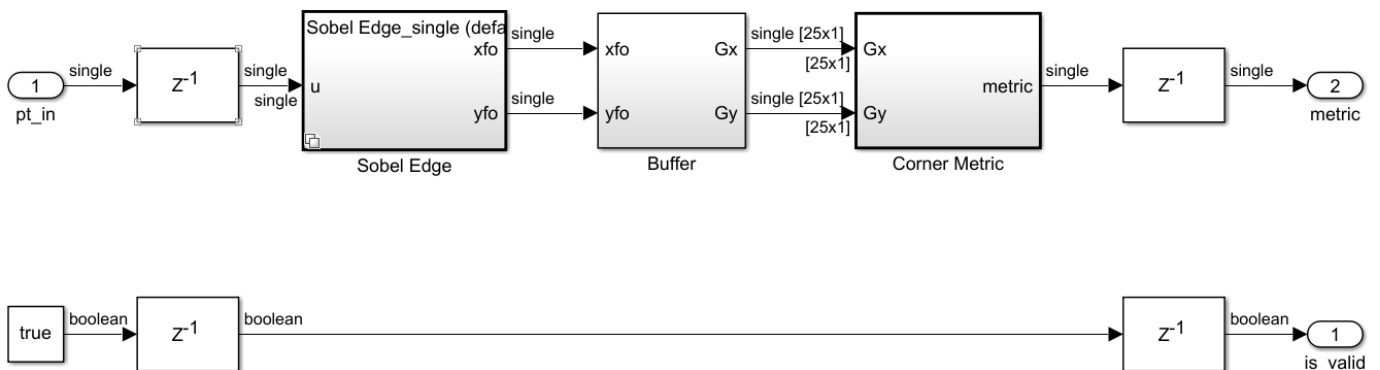 Sobel Edge_single (defa
xfo
single
xfo
Gx
single [25x1]
[25x1]
Gx
1
pt_in
single
Z-1
single
single
u
metric
single
Z-1
single
2
metric
yfo
single
yfo
Gy
single [25x1]
[25x1]
Gy
Sobel Edge
Buffer
Corner Metric
true
boolean
Z-1
boolean
Z-1
boolean
1
is_valid